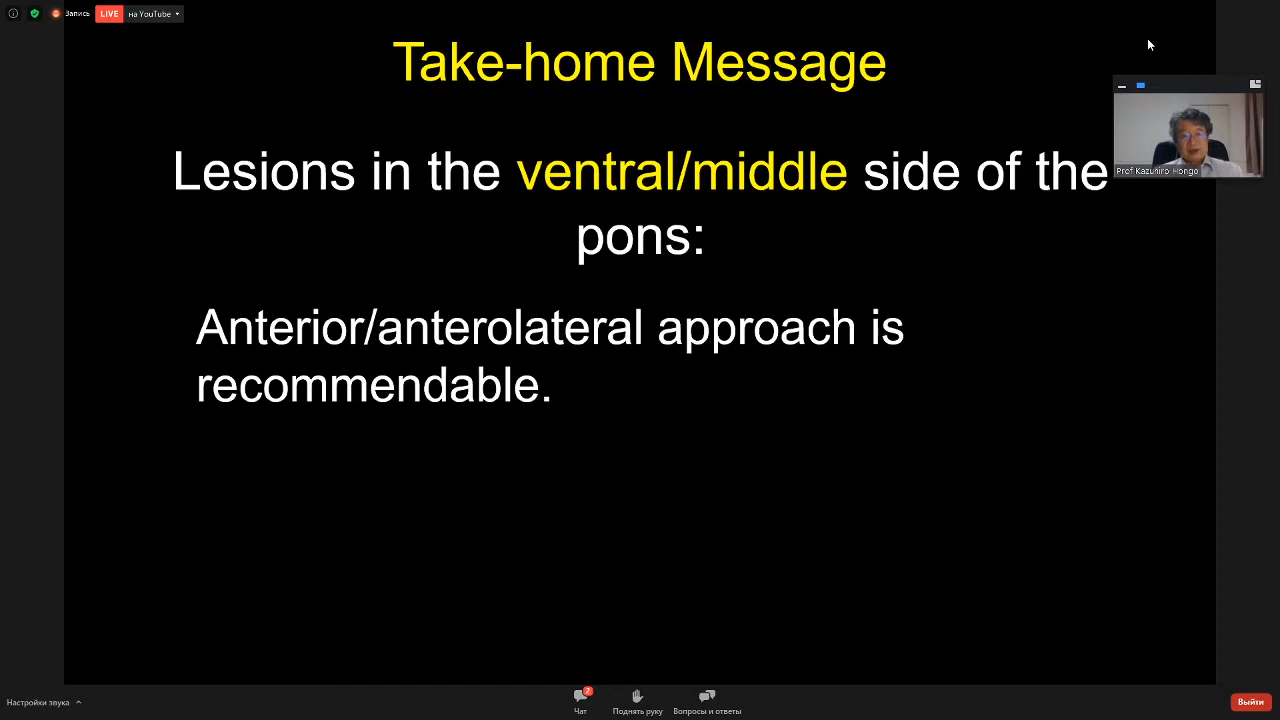 Запись
LIVE
на YouTube
Take-home Message
Lesions in the ventral/middle side of the
pons:
Prof Kazuhiro Hongo
Anterior/anterolateral approach is
recommendable.
Настройки звука
2
Чат
Поднять руку
Вопросы и ответы
Выйти